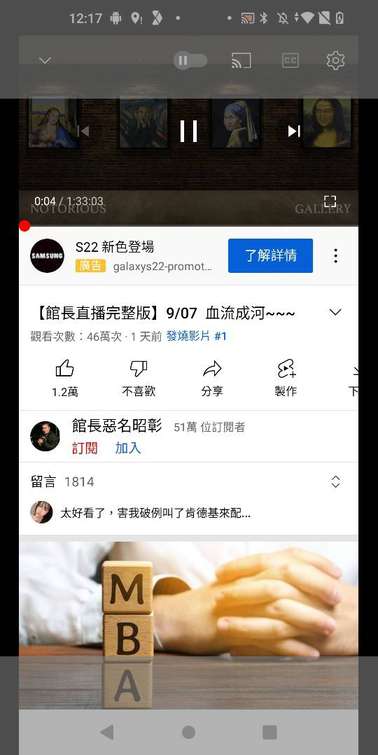 12:17
CC
0:04 / 1:33:03
NOTORIOUS
GALLERY
SAMSUNG
S22 新色登場
廣告 galaxys22-promot...
了解詳情
【館長直播完整版】9/07 血流成河~~~
觀看次數：46萬次 · 1 天前 發燒影片 #1
1.2萬
不喜歡
分享
製作
下
館長惡名昭彰 51萬 位訂閱者
訂閱 加入
留言 1814
太好看了，害我破例叫了肯德基來配...
M
B
A